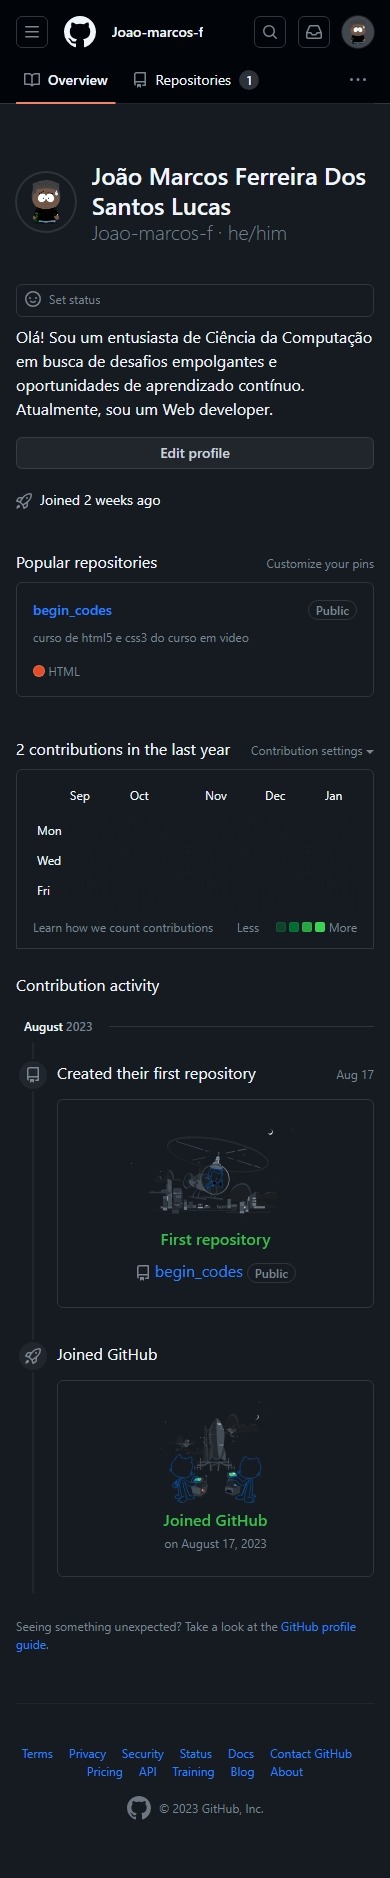 Joao-marcos-f
Overview
Repositories 1
João Marcos Ferreira Dos
Santos Lucas
Joao-marcos-f · he/him
Set status
Olá! Sou um entusiasta de Ciência da Computação
em busca de desafios empolgantes e
oportunidades de aprendizado contínuo.
Atualmente, sou um Web developer.
Edit profile
Joined 2 weeks ago
Popular repositories
Customize your pins
begin_codes
Public
curso de html5 e css3 do curso em video
HTML
2 contributions in the last year
Contribution settings
Sep Oct Nov Dec Jan
Mon
Wed
Fri
Learn how we count contributions
Less More
Contribution activity
August 2023
Created their first repository
Aug 17
First repository
begin_codes Public
Joined GitHub
Joined GitHub
on August 17, 2023
Seeing something unexpected? Take a look at the GitHub profile
guide.
Terms Privacy Security Status Docs Contact GitHub
Pricing API Training Blog About
© 2023 GitHub, Inc.